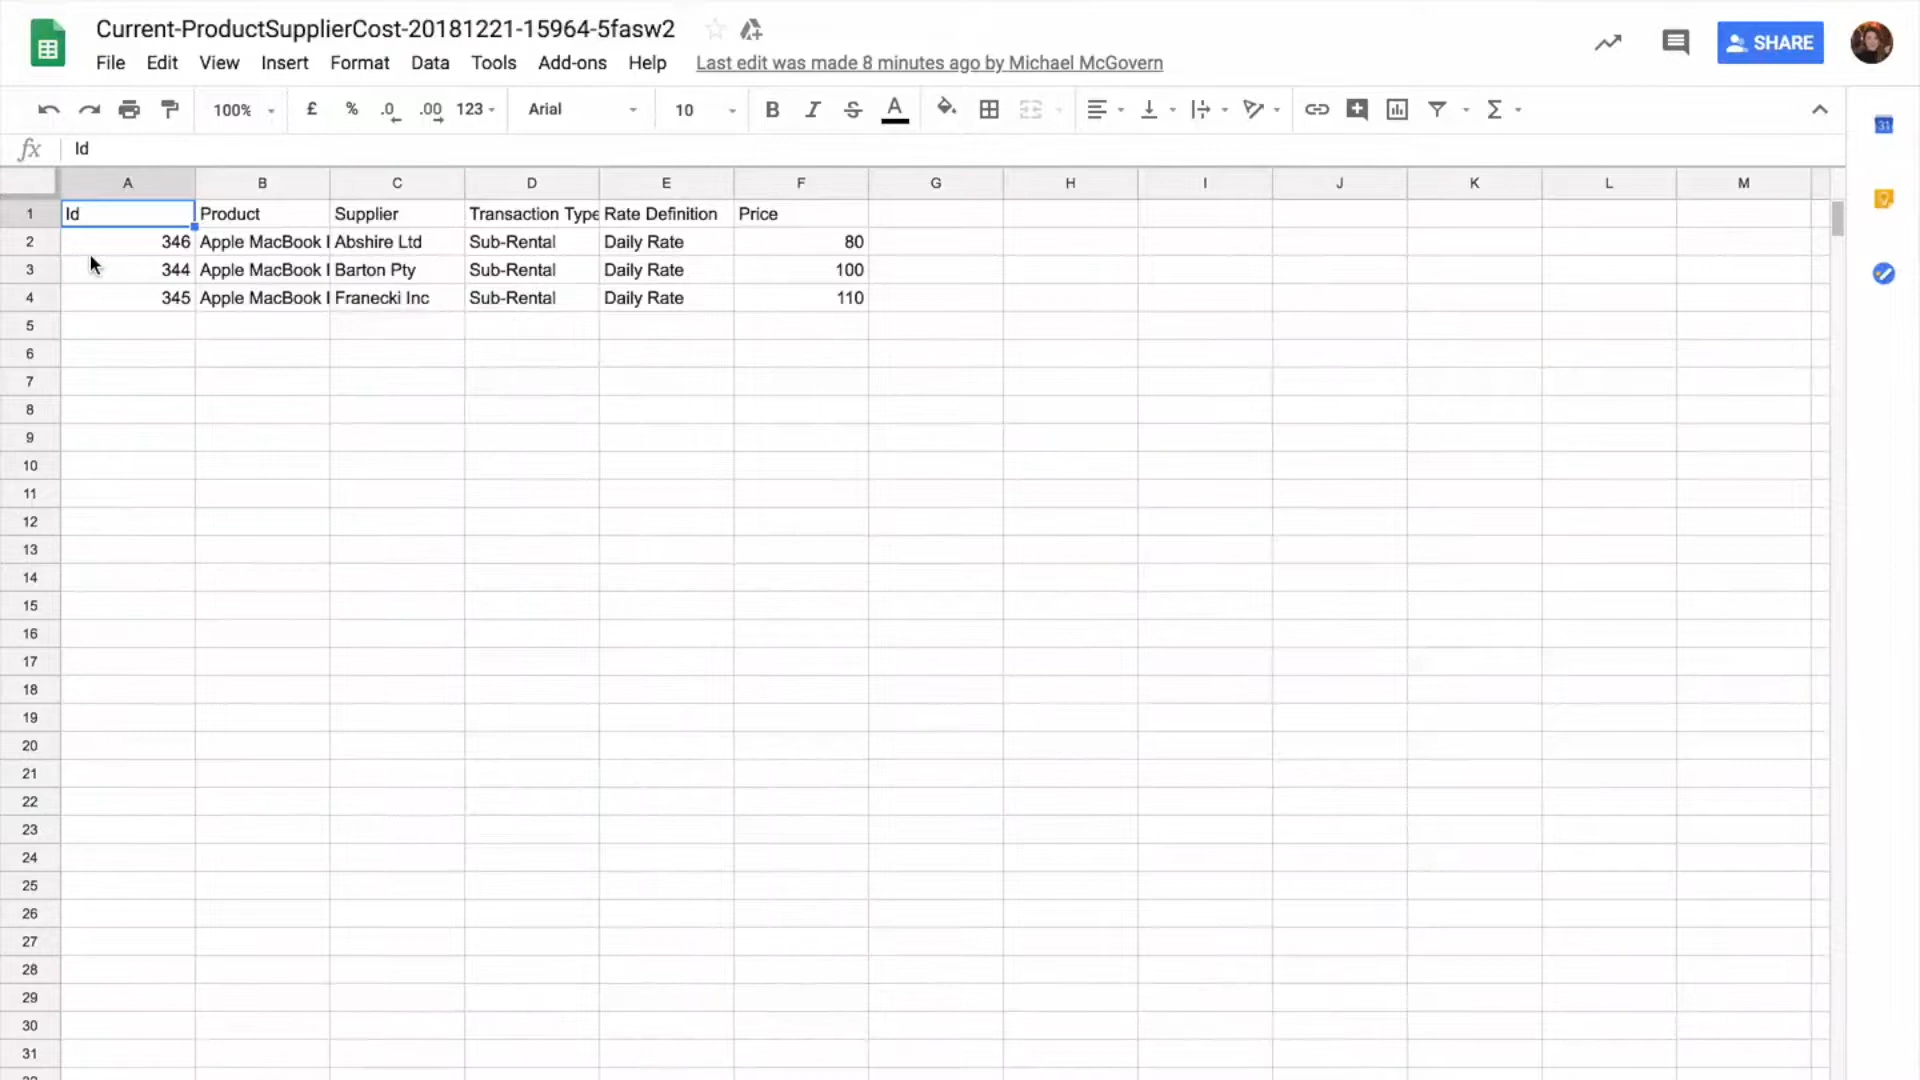 Current-ProductSupplierCost-20181221-15964-5fasw2
File Edit View Insert Format Data Tools Add-ons Help Last edit was made 8 minutes ago by Michael McGovern
SHARE
100% £ % .0 .00 123 Arial 10 B I S A Σ
31
fx Id
A B C D E F G H I J K L M
1 Id Product Supplier Transaction Type Rate Definition Price
2 346 Apple MacBook Abshire Ltd Sub-Rental Daily Rate 80
3 344 Apple MacBook Barton Pty Sub-Rental Daily Rate 100
4 345 Apple MacBook Franecki Inc Sub-Rental Daily Rate 110
5
6
7
8
9
10
11
12
13
14
15
16
17
18
19
20
21
22
23
24
25
26
27
28
29
30
31